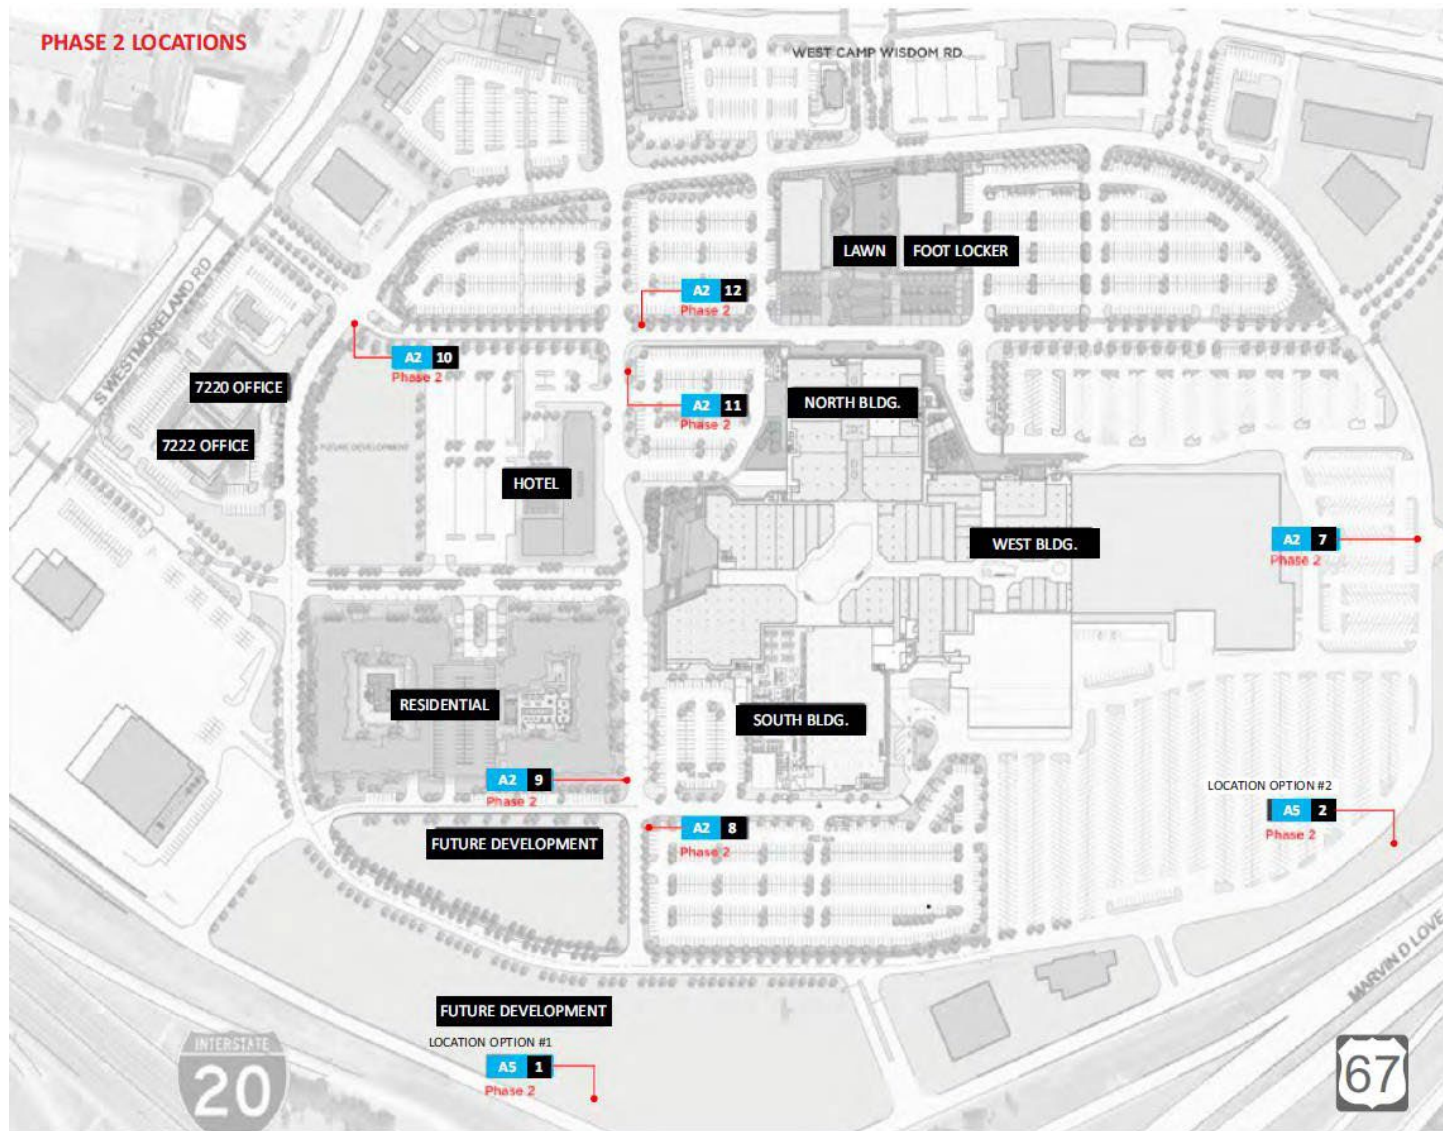 PHASE 2 LOCATIONS
WEST CAMP WISDOM RD.
LAWN
FOOT LOCKER
S WESTMORELAND RD
A2 12
Phase 2
A2 10
Phase 2
7220 OFFICE
A2 11
Phase 2
NORTH BLDG.
7222 OFFICE
FUTURE DEVELOPMENT
HOTEL
WEST BLDG.
A2 7
Phase 2
RESIDENTIAL
SOUTH BLDG.
A2 9
Phase 2
LOCATION OPTION #2
A5 2
Phase 2
A2 8
Phase 2
FUTURE DEVELOPMENT
MARVIN D LOVE
FUTURE DEVELOPMENT
LOCATION OPTION #1
A5 1
Phase 2
INTERSTATE
20
67